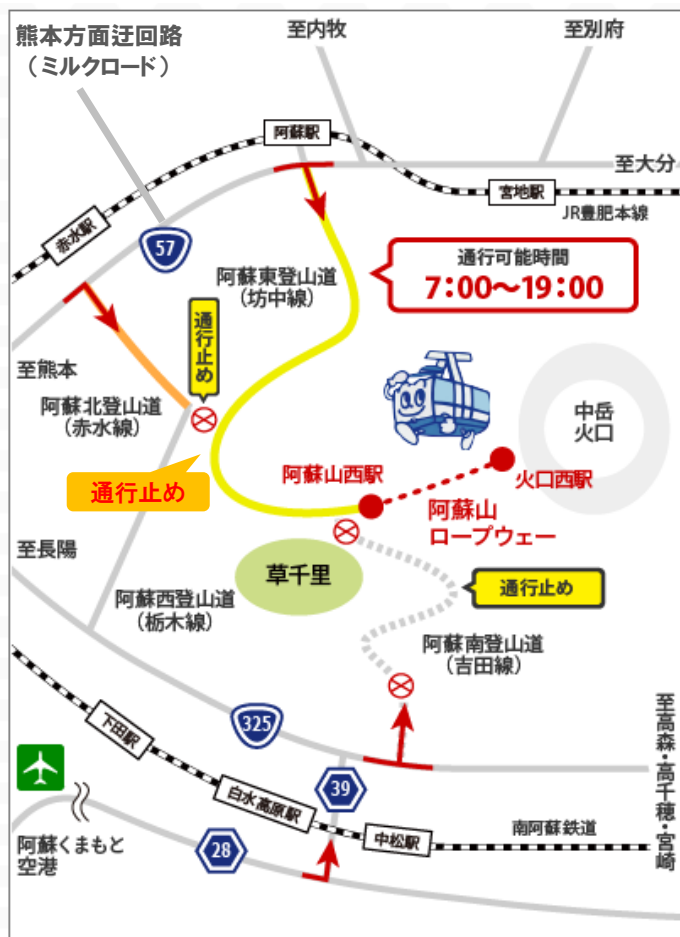 熊本方面迂回路
（ミルクロード）
至内牧
至別府
阿蘇駅
至大分
宮地駅
JR豊肥本線
赤水駅
57
阿蘇東登山道
（坊中線）
通行可能時間
7：00～19：00
通行止め
至熊本
阿蘇北登山道
（赤水線）
中岳
火口
通行止め
阿蘇山西駅
火口西駅
阿蘇山
ロープウェー
至長陽
草千里
通行止め
阿蘇西登山道
（栃木線）
阿蘇南登山道
（吉田線）
325
下田駅
39
至高森・高千穂・宮崎
白水高原駅
中松駅
南阿蘇鉄道
28
阿蘇くまもと
空港